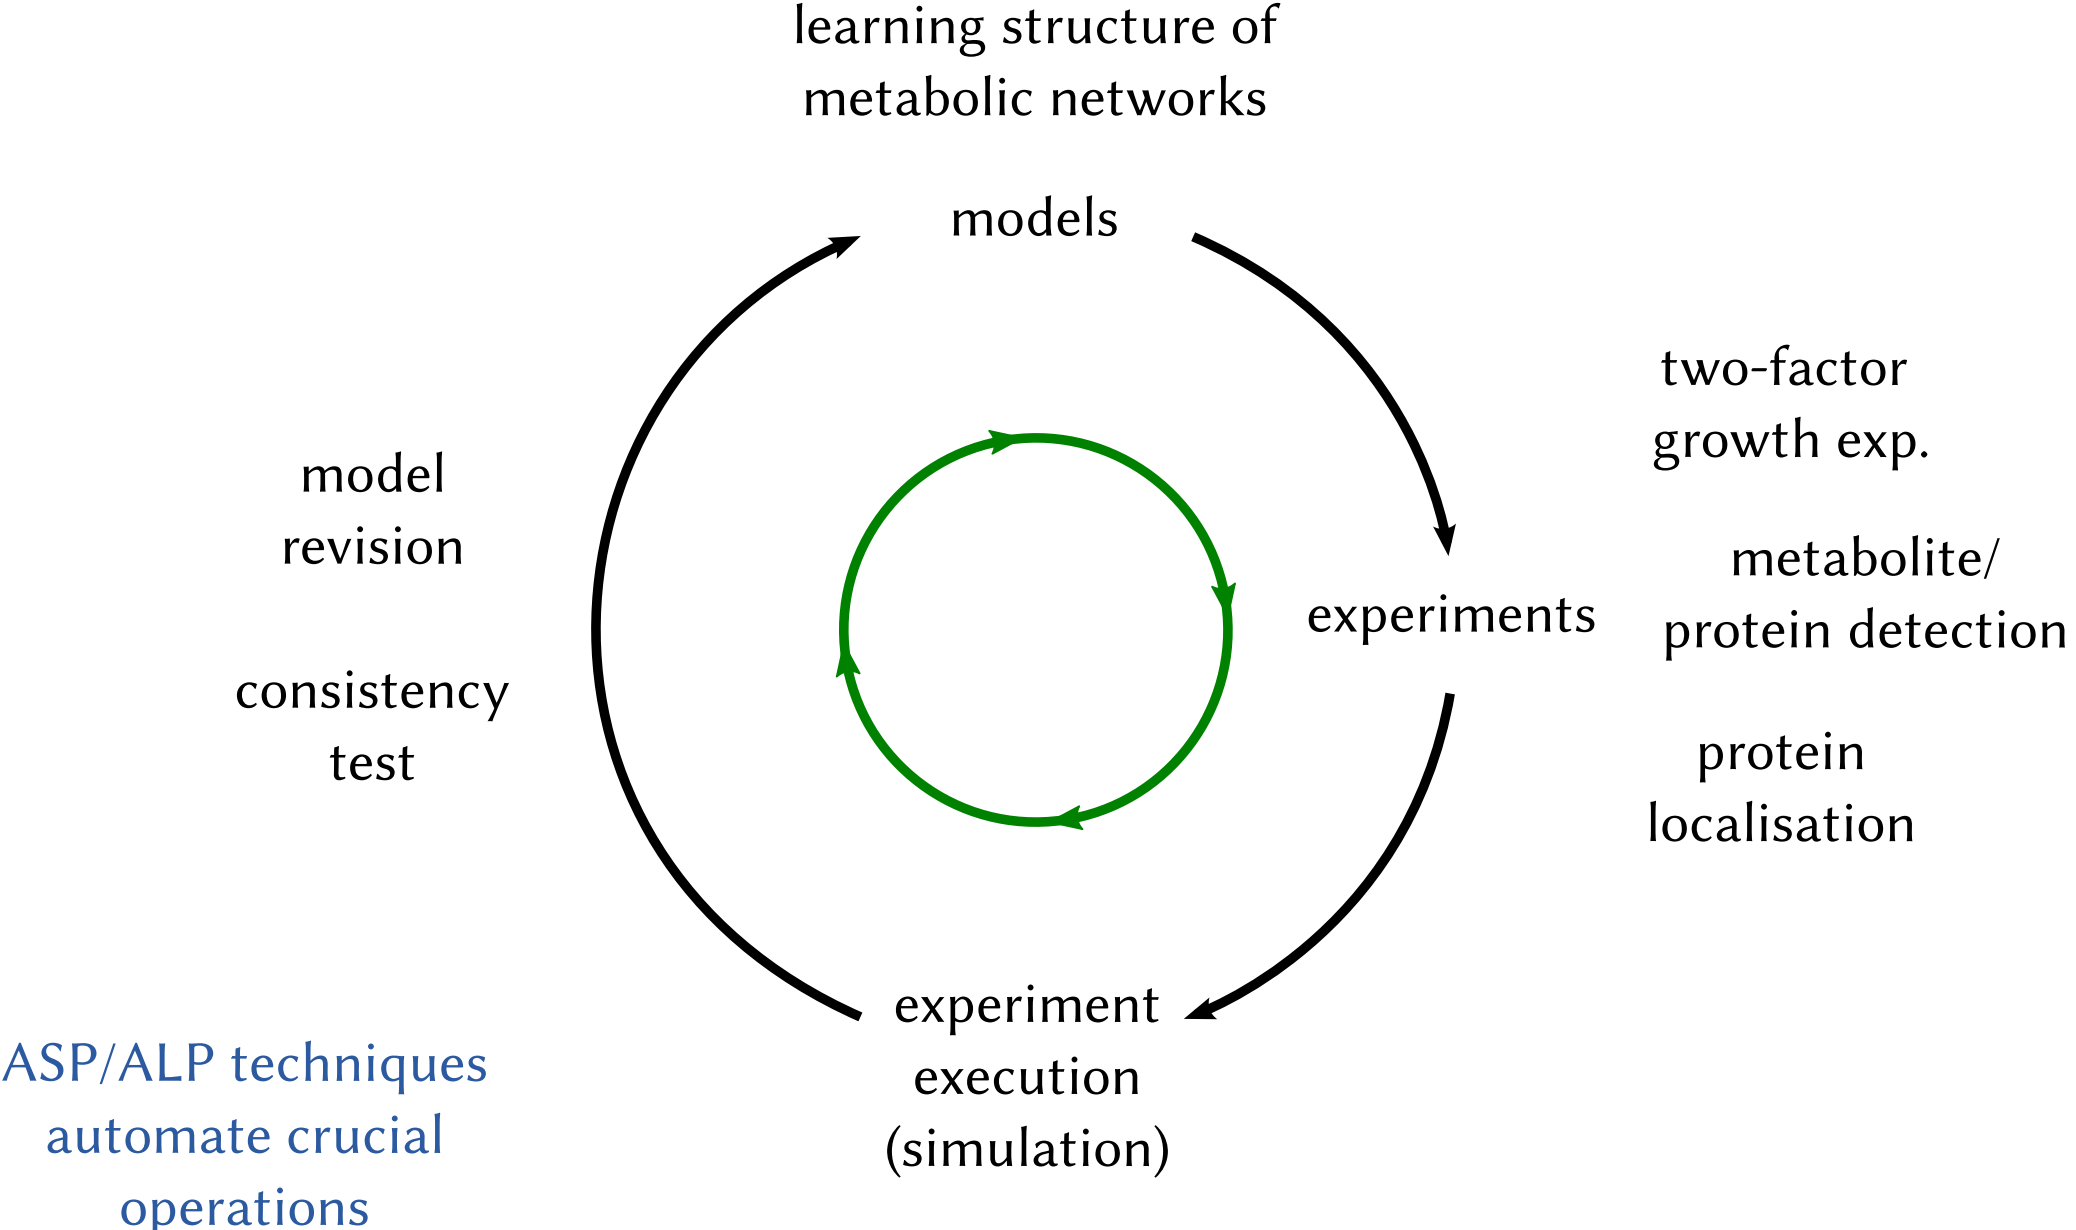 learning structure of
metabolic networks
models
two-factor
growth exp.
model
revision
metabolite/
protein detection
experiments
consistency
test
protein
localisation
experiment
execution
(simulation)
ASP/ALP techniques
automate crucial
operations